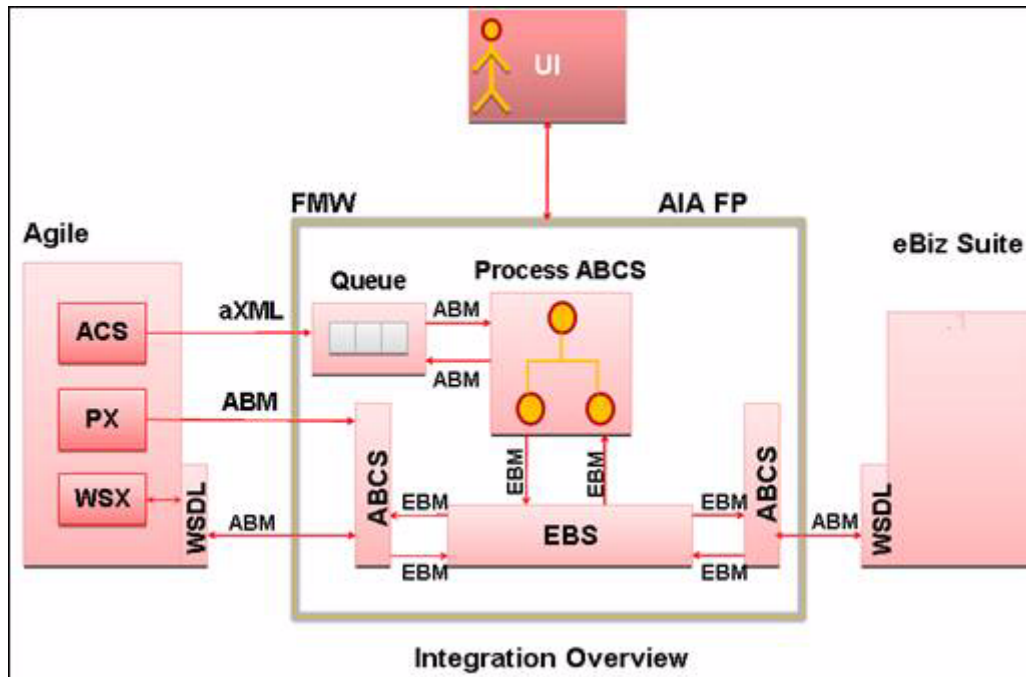 UI
FMW
AIA FP
Agile
eBiz Suite
Queue
Process ABCS
ACS
aXML
ABM
ABM
PX
ABM
WSX
WSDL
ABM
ABCS
EBM
EBM
EBM
EBM
EBS
EBM
EBM
ABCS
ABM
WSDL
Integration Overview